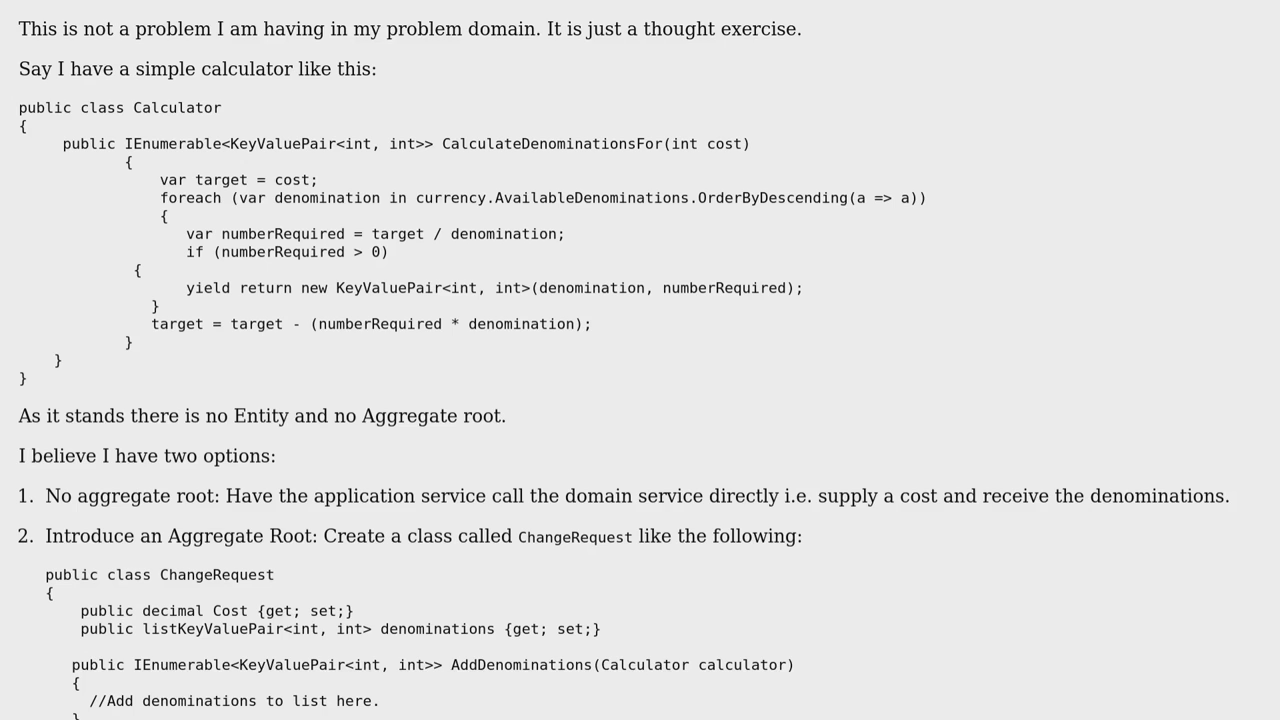 This is not a problem I am having in my problem domain. It is just a thought exercise.
Say I have a simple calculator like this:
public class Calculator
{
     public IEnumerable<KeyValuePair<int, int>> CalculateDenominationsFor(int cost)
            {
                var target = cost;
                foreach (var denomination in currency.AvailableDenominations.OrderByDescending(a => a))
                {
                   var numberRequired = target / denomination;
                   if (numberRequired > 0)
             {
                   yield return new KeyValuePair<int, int>(denomination, numberRequired);
               }
               target = target - (numberRequired * denomination);
            }
    }
}
As it stands there is no Entity and no Aggregate root.
I believe I have two options:
1. No aggregate root: Have the application service call the domain service directly i.e. supply a cost and receive the denominations.
2. Introduce an Aggregate Root: Create a class called ChangeRequest like the following:
public class ChangeRequest
{
    public decimal Cost {get; set;}
    public listKeyValuePair<int, int> denominations {get; set;}
   public IEnumerable<KeyValuePair<int, int>> AddDenominations(Calculator calculator)
   {
     //Add denominations to list here.
   }